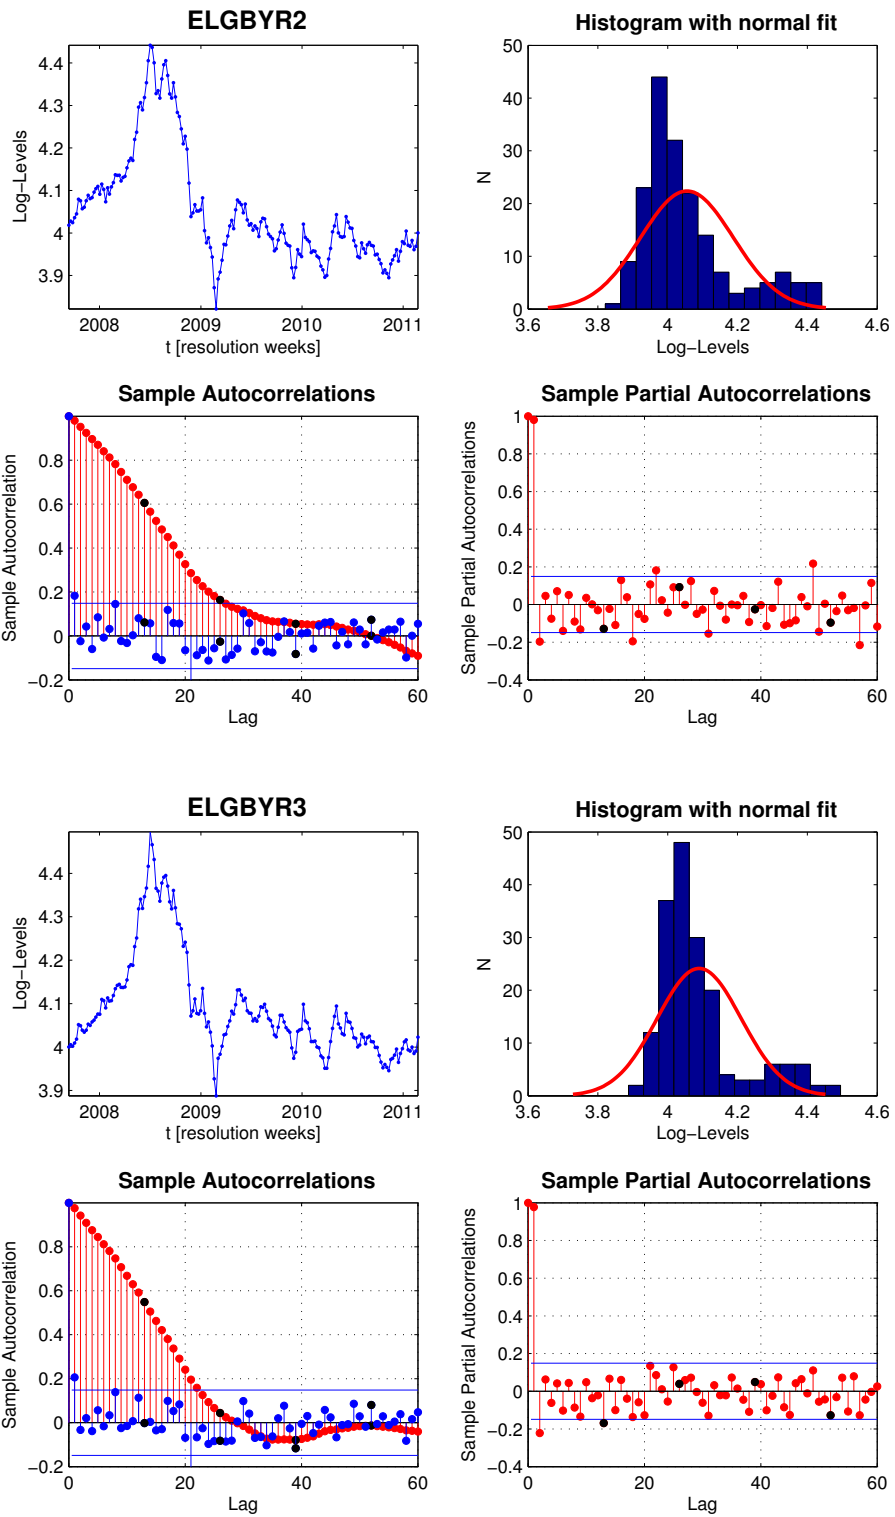 ELGBYR2
Log−Levels
4.4
4.3
4.2
4.1
4
3.9
2008 2009 2010 2011
t [resolution weeks]
Histogram with normal fit
N
50
40
30
20
10
0
3.6 3.8 4 4.2 4.4 4.6
Log−Levels
Sample Autocorrelations
Sample Autocorrelation
0.8
0.6
0.4
0.2
0
−0.2
0 20 40 60
Lag
Sample Partial Autocorrelations
Sample Partial Autocorrelations
1
0.8
0.6
0.4
0.2
0
−0.2
−0.4
0 20 40 60
Lag
ELGBYR3
Log−Levels
4.4
4.3
4.2
4.1
4
3.9
2008 2009 2010 2011
t [resolution weeks]
Histogram with normal fit
N
50
40
30
20
10
0
3.6 3.8 4 4.2 4.4 4.6
Log−Levels
Sample Autocorrelations
Sample Autocorrelation
0.8
0.6
0.4
0.2
0
−0.2
0 20 40 60
Lag
Sample Partial Autocorrelations
Sample Partial Autocorrelations
1
0.8
0.6
0.4
0.2
0
−0.2
−0.4
0 20 40 60
Lag